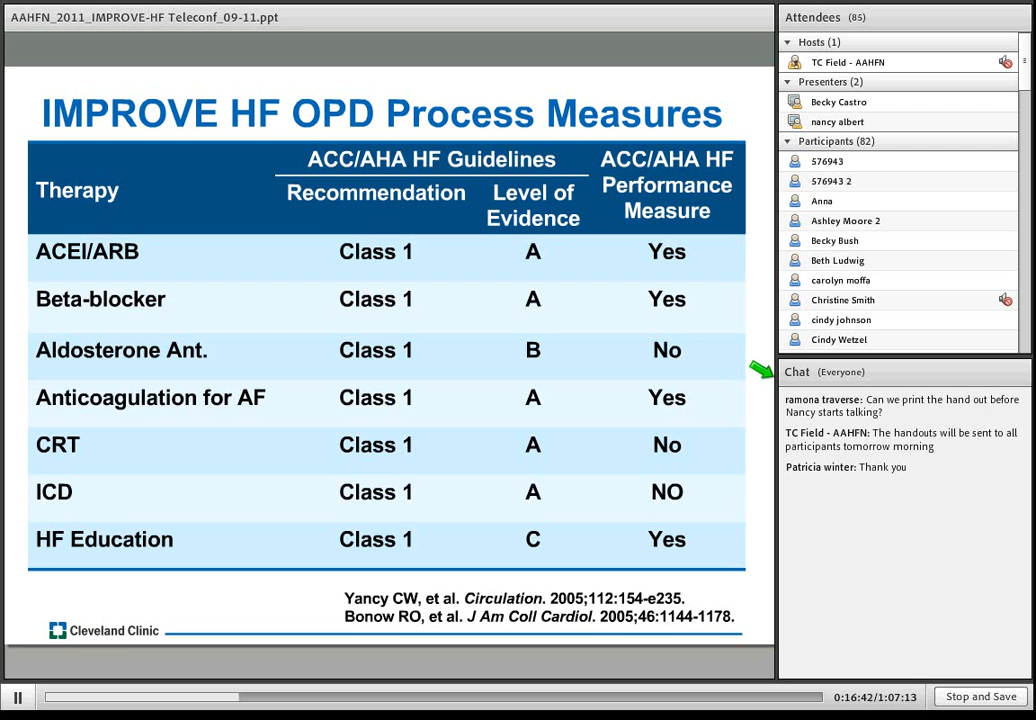 AAHFN_2011_IMPROVE-HF Teleconf_09-11.ppt
IMPROVE HF OPD Process Measures
Therapy
ACC/AHA HF Guidelines
Recommendation
Level of
Evidence
ACC/AHA HF
Performance
Measure
ACEI/ARB Class 1 A Yes
Beta-blocker Class 1 A Yes
Aldosterone Ant. Class 1 B No
Anticoagulation for AF Class 1 A Yes
CRT Class 1 A No
ICD Class 1 A NO
HF Education Class 1 C Yes
Yancy CW, et al. Circulation. 2005;112:154-e235.
Bonow RO, et al. J Am Coll Cardiol. 2005;46:1144-1178.
Cleveland Clinic
Attendees (85)
Hosts (1)
TC Field - AAHFN
Presenters (2)
Becky Castro
nancy albert
Participants (82)
576943
576943 2
Anna
Ashley Moore 2
Becky Bush
Beth Ludwig
carolyn moffa
Christine Smith
cindy johnson
Cindy Wetzel
Chat (Everyone)
ramona traverse: Can we print the hand out before
Nancy starts talking?
TC Field - AAHFN: The handouts will be sent to all
participants tomorrow morning
Patricia winter: Thank you
0:16:42/1:07:13
Stop and Save